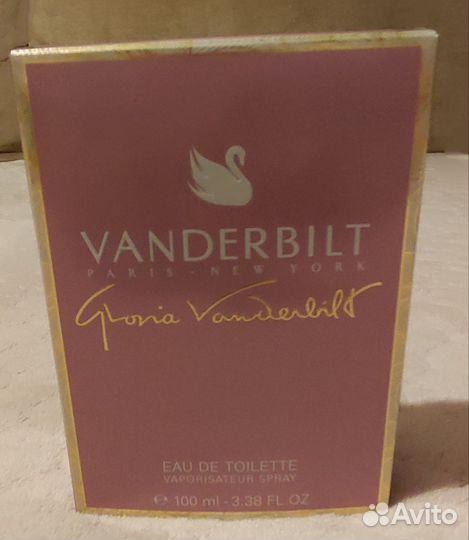 VANDERBILT
PARIS - NEW YORK
Gloria Vanderbilt
EAU DE TOILETTE
VAPORISATEUR SPRAY
℮ 100 ml - 3.38 FL OZ
Avito